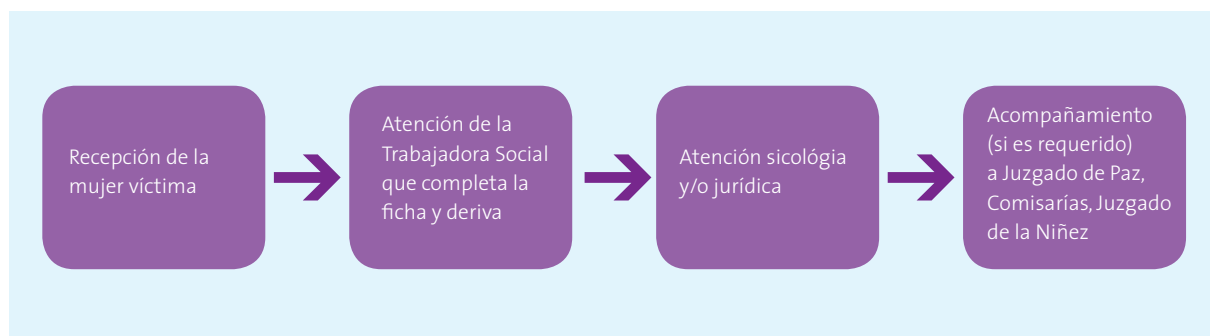 Recepción de la
mujer víctima
Atención de la
Trabajadora Social
que completa la
ficha y deriva
Atención sicológia
y/o jurídica
Acompañamiento
(si es requerido)
a Juzgado de Paz,
Comisarías, Juzgado
de la Niñez